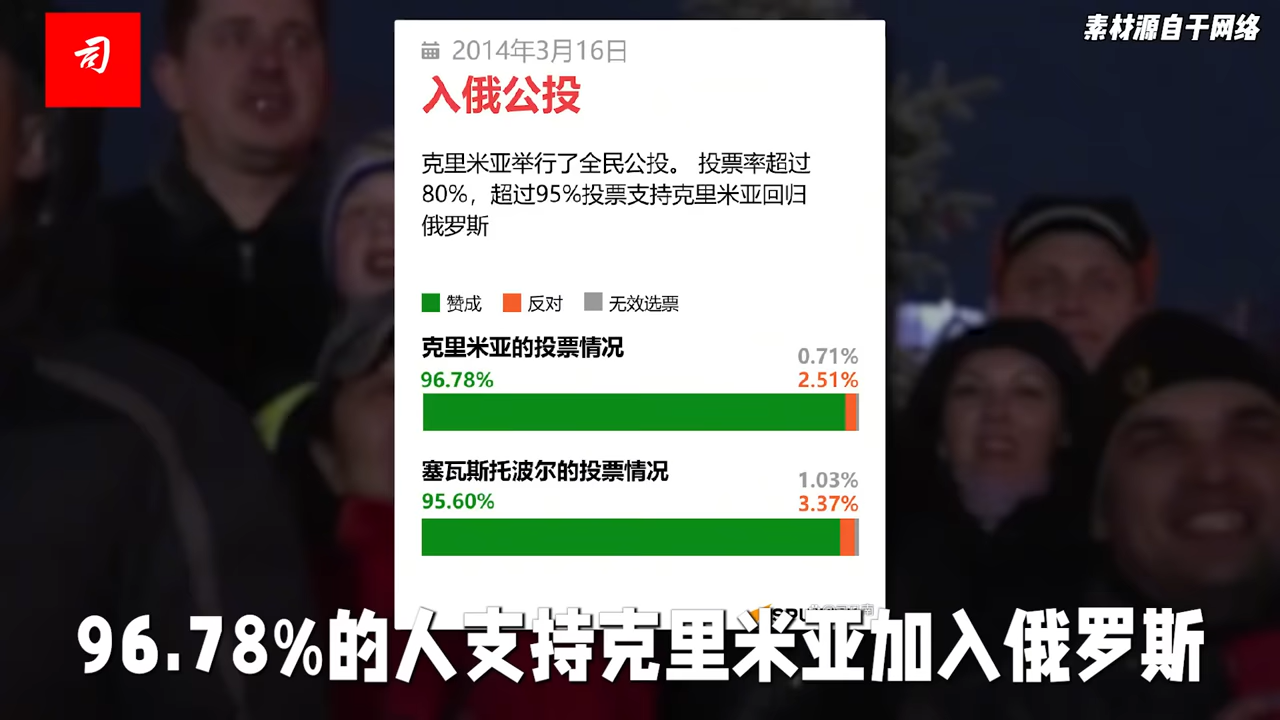 司
素材源自于网络
2014年3月16日
入俄公投
克里米亚举行了全民公投。 投票率超过
80%，超过95%投票支持克里米亚回归
俄罗斯
赞成 反对 无效选票
克里米亚的投票情况
0.71%
96.78% 2.51%
塞瓦斯托波尔的投票情况
1.03%
95.60% 3.37%
96.78%的人支持克里米亚加入俄罗斯